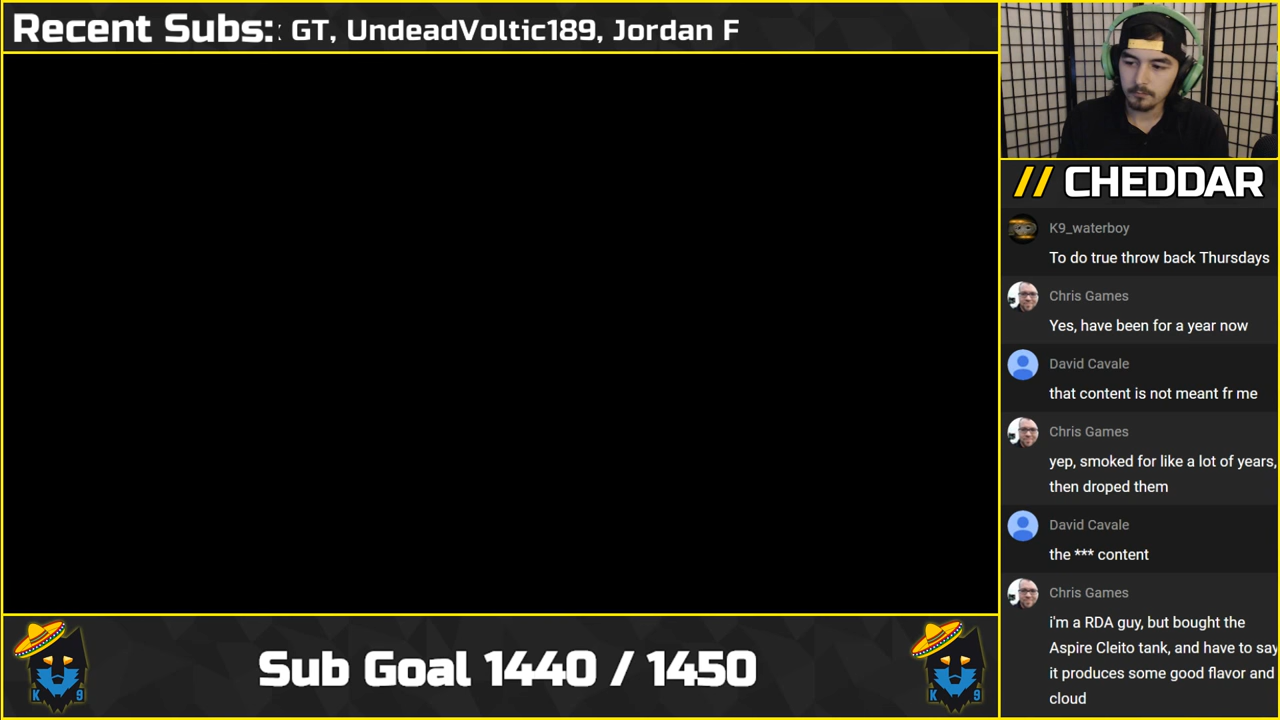 Recent Subs: GT, UndeadVoltic189, Jordan F
// CHEDDAR
K9_waterboy
To do true throw back Thursdays
Chris Games
Yes, have been for a year now
David Cavale
that content is not meant fr me
Chris Games
yep, smoked for like a lot of years,
then droped them
David Cavale
the *** content
Chris Games
i'm a RDA guy, but bought the
Aspire Cleito tank, and have to say
it produces some good flavor and
cloud
K 9
Sub Goal 1440 / 1450
K 9